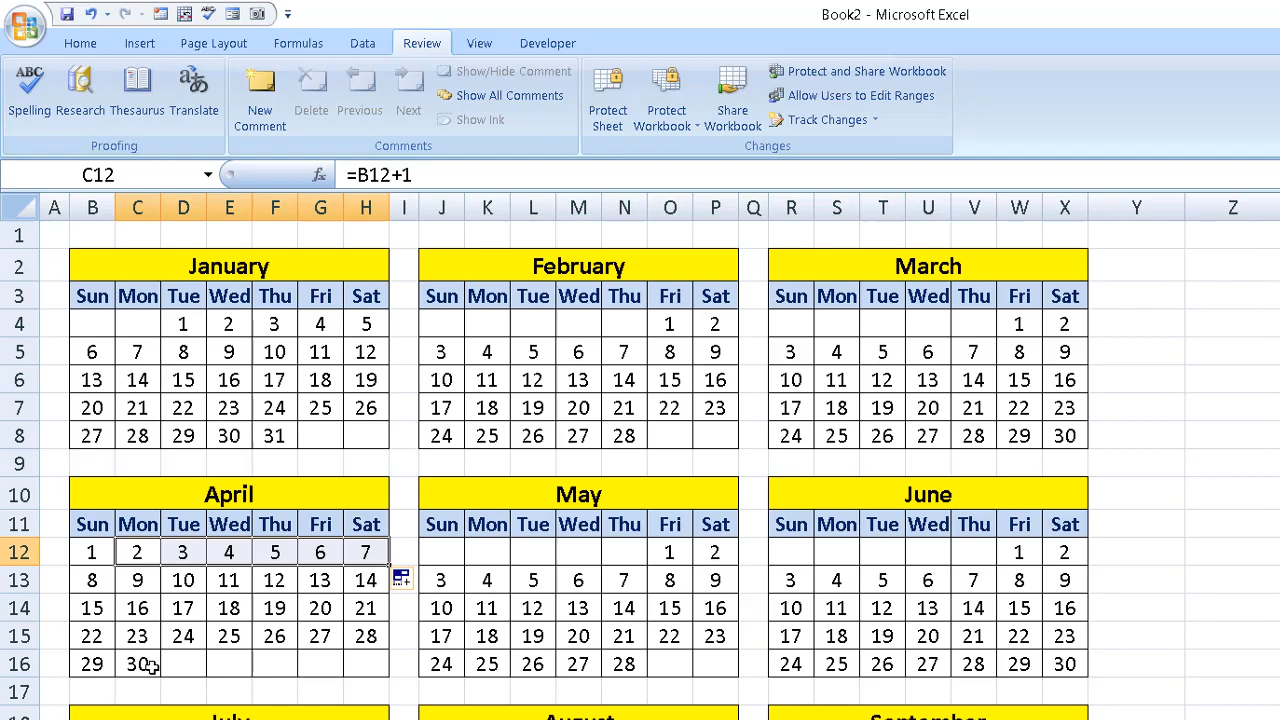 Book2 - Microsoft Excel
Home Insert Page Layout Formulas Data Review View Developer
ABC Spelling Research Thesaurus Translate
Proofing
New Comment Delete Previous Next
Show/Hide Comment
Show All Comments
Show Ink
Comments
Protect Sheet Protect Workbook Share Workbook
Protect and Share Workbook
Allow Users to Edit Ranges
Track Changes
Changes
C12 fx =B12+1
A B C D E F G H I J K L M N O P Q R S T U V W X Y Z
1
2 January February March
3 Sun Mon Tue Wed Thu Fri Sat Sun Mon Tue Wed Thu Fri Sat Sun Mon Tue Wed Thu Fri Sat
4 1 2 3 4 5 1 2 1 2
5 6 7 8 9 10 11 12 3 4 5 6 7 8 9 3 4 5 6 7 8 9
6 13 14 15 16 17 18 19 10 11 12 13 14 15 16 10 11 12 13 14 15 16
7 20 21 22 23 24 25 26 17 18 19 20 21 22 23 17 18 19 20 21 22 23
8 27 28 29 30 31 24 25 26 27 28 24 25 26 27 28 29 30
9
10 April May June
11 Sun Mon Tue Wed Thu Fri Sat Sun Mon Tue Wed Thu Fri Sat Sun Mon Tue Wed Thu Fri Sat
12 1 2 3 4 5 6 7 1 2 1 2
13 8 9 10 11 12 13 14 3 4 5 6 7 8 9 3 4 5 6 7 8 9
14 15 16 17 18 19 20 21 10 11 12 13 14 15 16 10 11 12 13 14 15 16
15 22 23 24 25 26 27 28 17 18 19 20 21 22 23 17 18 19 20 21 22 23
16 29 30 24 25 26 27 28 24 25 26 27 28 29 30
17
18 July August September